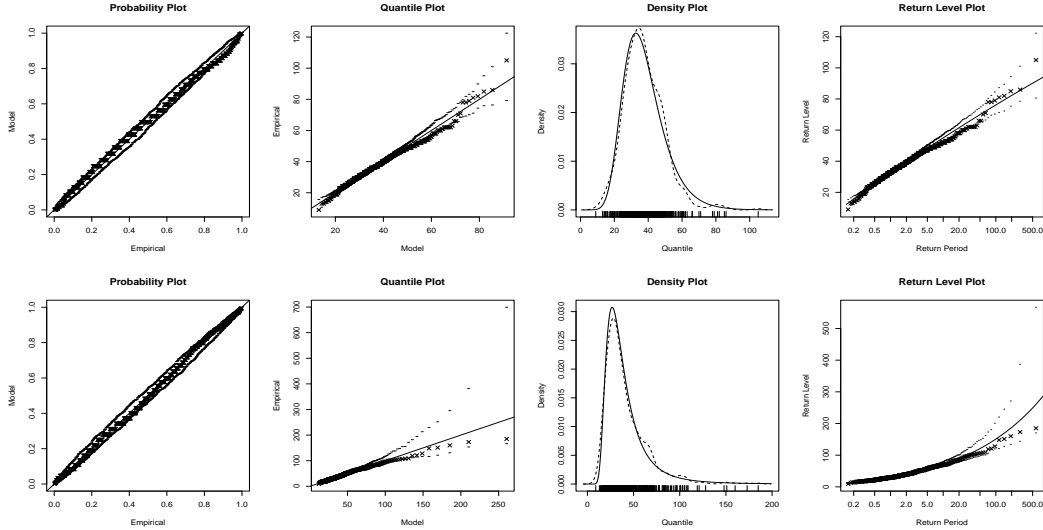 Probability Plot
Model
0.0 0.2 0.4 0.6 0.8 1.0
0.0 0.2 0.4 0.6 0.8 1.0
Empirical
Quantile Plot
Empirical
20 40 60 80 100 120
20 40 60 80
Model
Density Plot
Density
0.00 0.01 0.02 0.03
0 20 40 60 80 100
Quantile
Return Level Plot
Return Level
20 40 60 80 100 120
0.2 0.5 2.0 5.0 20.0 100.0 500.0
Return Period
Probability Plot
Model
0.0 0.2 0.4 0.6 0.8 1.0
0.0 0.2 0.4 0.6 0.8 1.0
Empirical
Quantile Plot
Empirical
0 100 200 300 400 500 600 700
50 100 150 200 250
Model
Density Plot
Density
0.000 0.005 0.010 0.015 0.020 0.025 0.030
0 50 100 150 200
Quantile
Return Level Plot
Return Level
0 100 200 300 400 500
0.2 0.5 2.0 5.0 20.0 100.0 500.0
Return Period